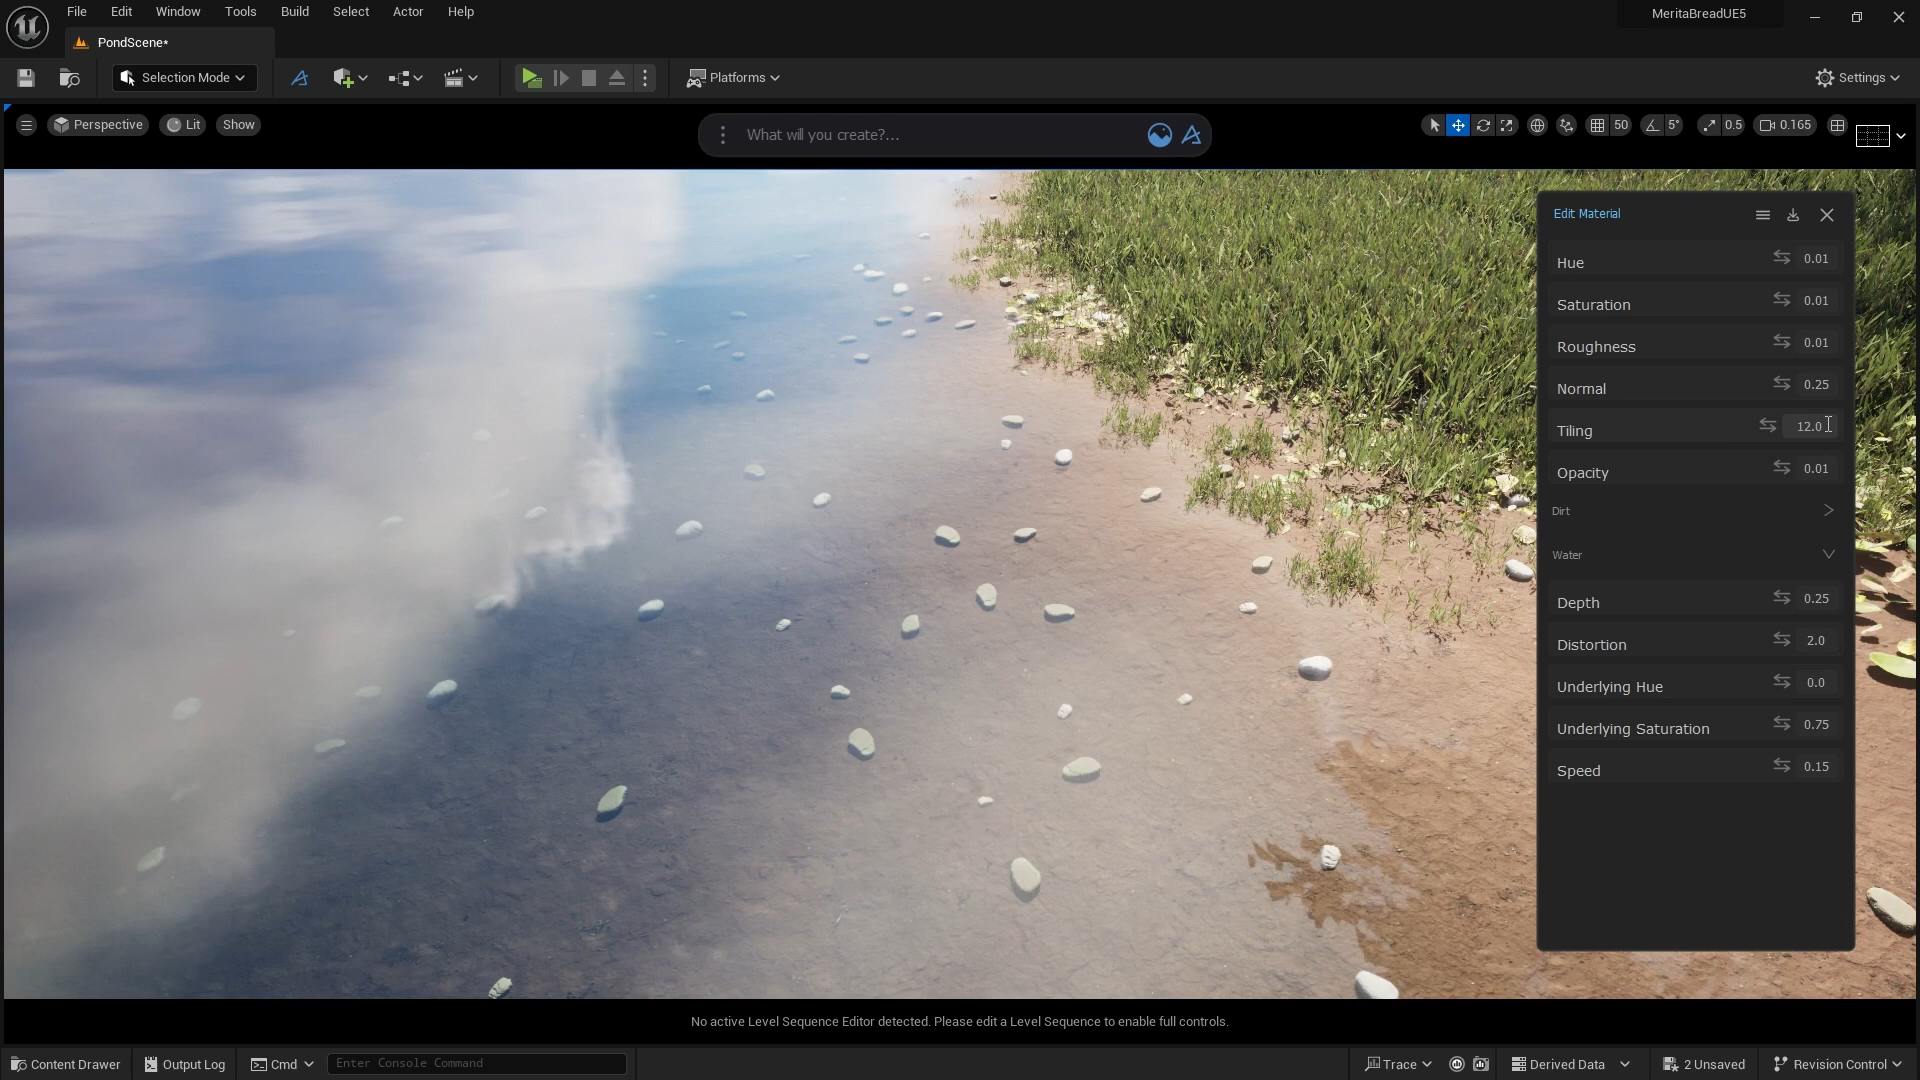 File Edit Window Tools Build Select Actor Help
MeritaBreadUE5
PondScene*
Selection Mode
Platforms
Settings
Perspective Lit Show
What will you create?...
50 5° 0.5 0.165
Edit Material
Hue 0.01
Saturation 0.01
Roughness 0.01
Normal 0.25
Tiling 12.0
Opacity 0.01
Dirt
Water
Depth 0.25
Distortion 2.0
Underlying Hue 0.0
Underlying Saturation 0.75
Speed 0.15
No active Level Sequence Editor detected. Please edit a Level Sequence to enable full controls.
Content Drawer Output Log Cmd Enter Console Command Trace Derived Data 2 Unsaved Revision Control